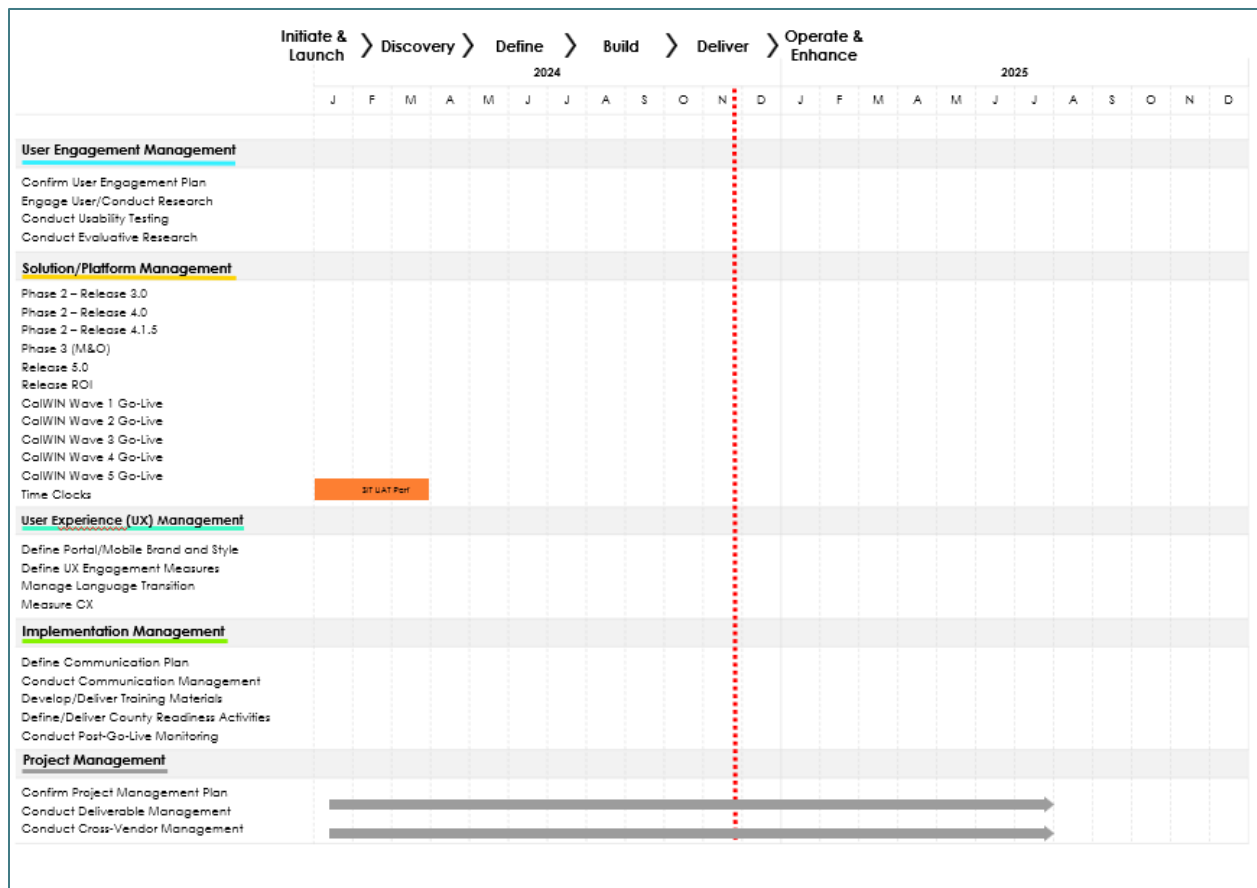 Initiate & Launch Discovery Define Build Deliver Operate & Enhance
2024 2025
J F M A M J J A S O N D J F M A M J J A S O N D
User Engagement Management
Confirm User Engagement Plan
Engage User/Conduct Research
Conduct Usability Testing
Conduct Evaluative Research
Solution/Platform Management
Phase 2 – Release 3.0
Phase 2 – Release 4.0
Phase 2 – Release 4.1.5
Phase 3 (M&O)
Release 5.0
Release ROI
CalWIN Wave 1 Go-Live
CalWIN Wave 2 Go-Live
CalWIN Wave 3 Go-Live
CalWIN Wave 4 Go-Live
CalWIN Wave 5 Go-Live
Time Clocks
SIT UAT Perf
User Experience (UX) Management
Define Portal/Mobile Brand and Style
Define UX Engagement Measures
Manage Language Transition
Measure CX
Implementation Management
Define Communication Plan
Conduct Communication Management
Develop/Deliver Training Materials
Define/Deliver County Readiness Activities
Conduct Post-Go-Live Monitoring
Project Management
Confirm Project Management Plan
Conduct Deliverable Management
Conduct Cross-Vendor Management